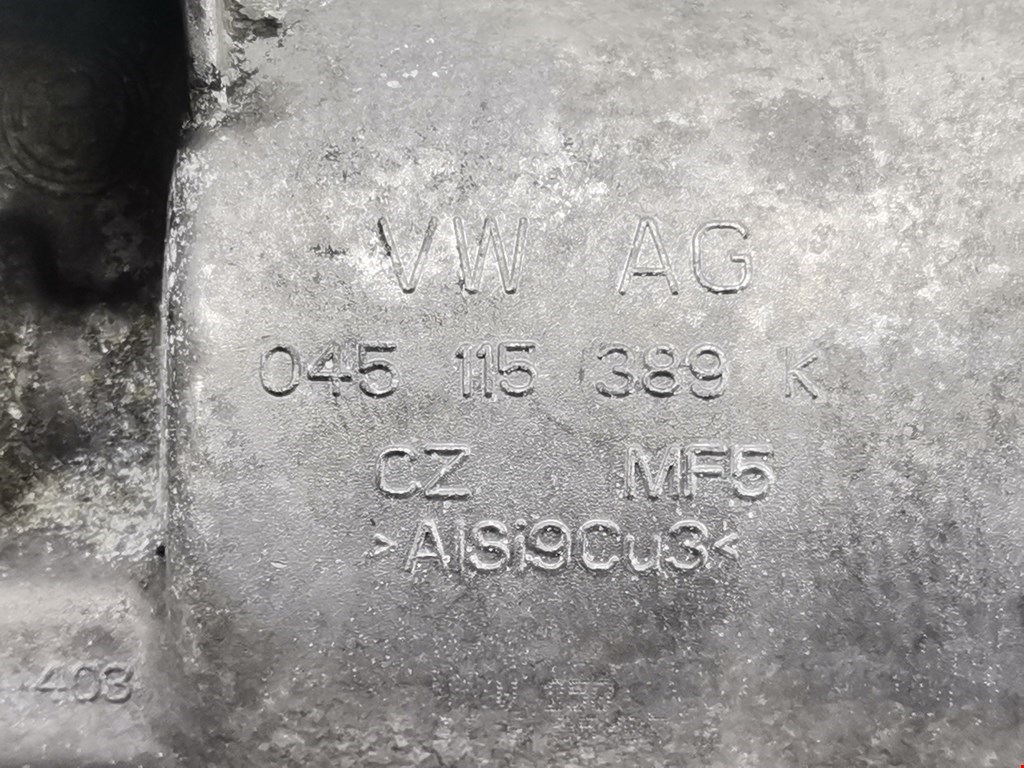 VW AG
045 115 389 K
CZ MF5
>AlSi9Cu3<
403